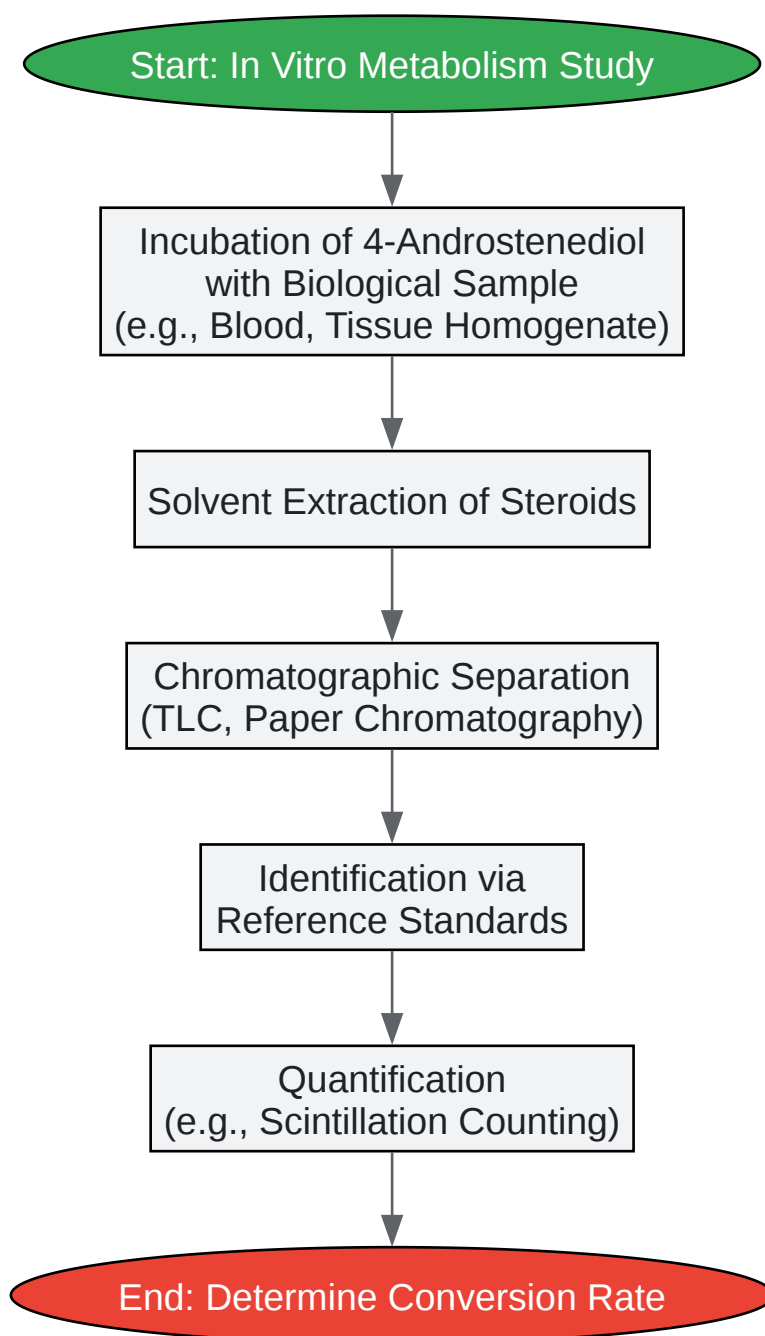 Start: In Vitro Metabolism Study
Incubation of 4-Androstenediol
with Biological Sample
(e.g., Blood, Tissue Homogenate)
Solvent Extraction of Steroids
Chromatographic Separation
(TLC, Paper Chromatography)
Identification via
Reference Standards
Quantification
(e.g., Scintillation Counting)
End: Determine Conversion Rate